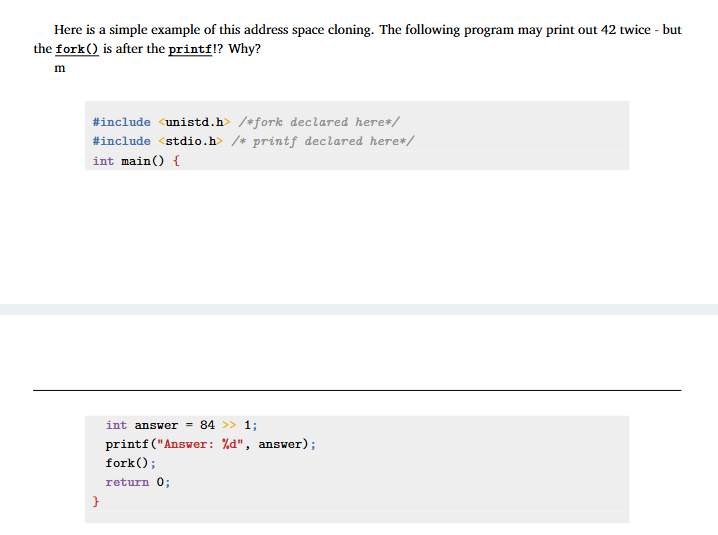 Here is a simple example of this address space cloning. The following program may print out 42 twice - but
the fork() is after the printf!? Why?
m
#include <unistd.h> /*fork declared here*/
#include <stdio.h> /* printf declared here*/
int main() {
int answer = 84 >> 1;
printf("Answer: %d", answer);
fork();
return 0;
}